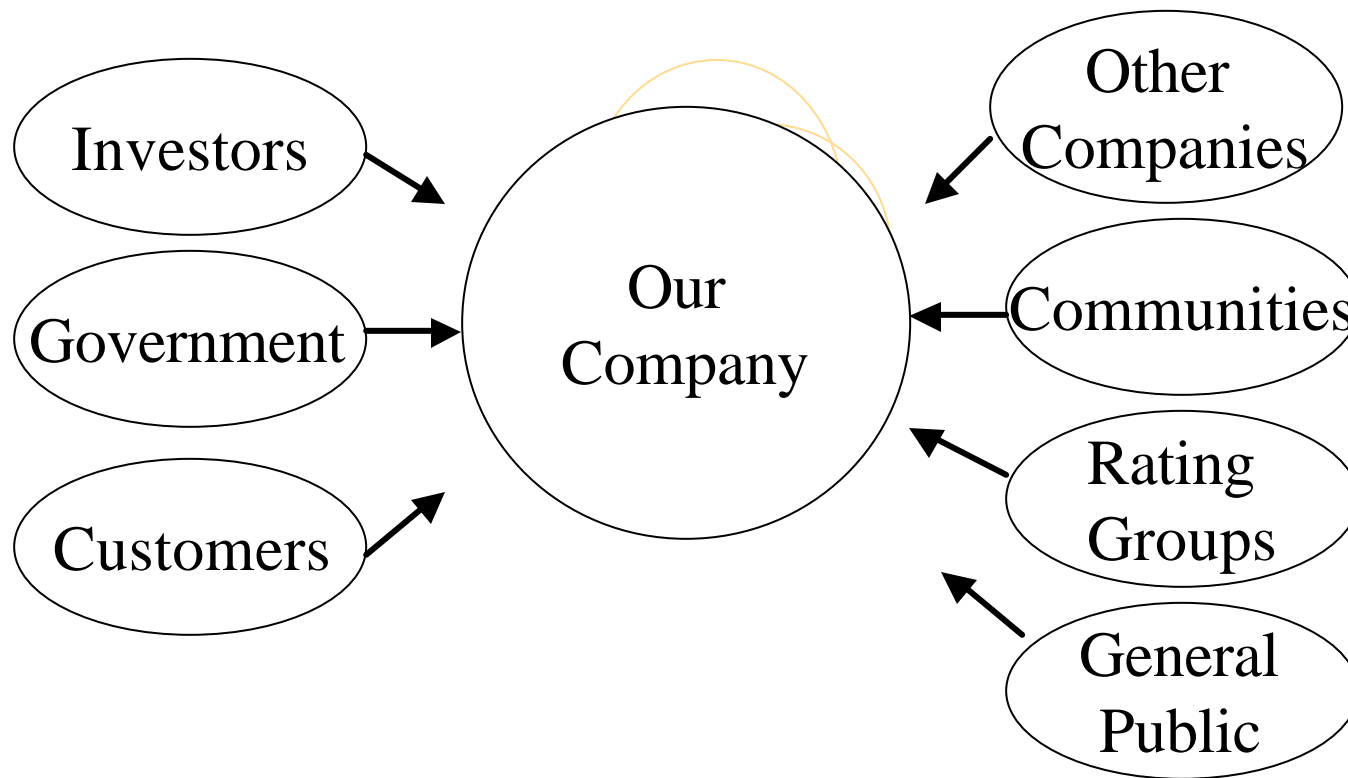 Investors
Government
Customers
Our
Company
Other
Companies
Communities
Rating
Groups
General
Public